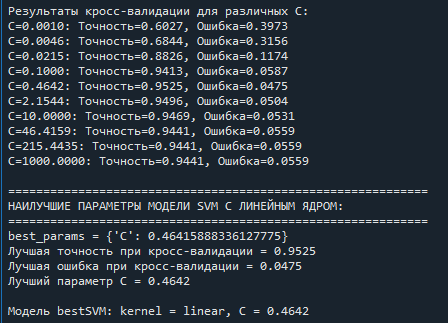 Результаты кросс-валидации для различных C:
C=0.0010: Точность=0.6027, Ошибка=0.3973
C=0.0046: Точность=0.6844, Ошибка=0.3156
C=0.0215: Точность=0.8826, Ошибка=0.1174
C=0.1000: Точность=0.9413, Ошибка=0.0587
C=0.4642: Точность=0.9525, Ошибка=0.0475
C=2.1544: Точность=0.9496, Ошибка=0.0504
C=10.0000: Точность=0.9469, Ошибка=0.0531
C=46.4159: Точность=0.9441, Ошибка=0.0559
C=215.4435: Точность=0.9441, Ошибка=0.0559
C=1000.0000: Точность=0.9441, Ошибка=0.0559
============================================================
НАИЛУЧШИЕ ПАРАМЕТРЫ МОДЕЛИ SVM С ЛИНЕЙНЫМ ЯДРОМ:
============================================================
best_params = {'C': 0.46415888336127775}
Лучшая точность при кросс-валидации = 0.9525
Лучшая ошибка при кросс-валидации = 0.0475
Лучший параметр C = 0.4642
Модель bestSVM: kernel = linear, C = 0.4642